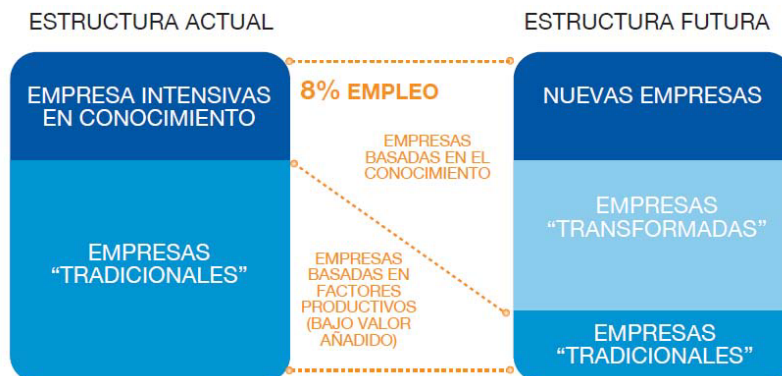 ESTRUCTURA ACTUAL
ESTRUCTURA FUTURA
EMPRESA INTENSIVAS
EN CONOCIMIENTO
8% EMPLEO
NUEVAS EMPRESAS
EMPRESAS
BASADAS EN EL
CONOCIMIENTO
EMPRESAS
“TRADICIONALES”
EMPRESAS
BASADAS EN
FACTORES
PRODUCTIVOS
(BAJO VALOR
AÑADIDO)
EMPRESAS
“TRANSFORMADAS”
EMPRESAS
“TRADICIONALES”